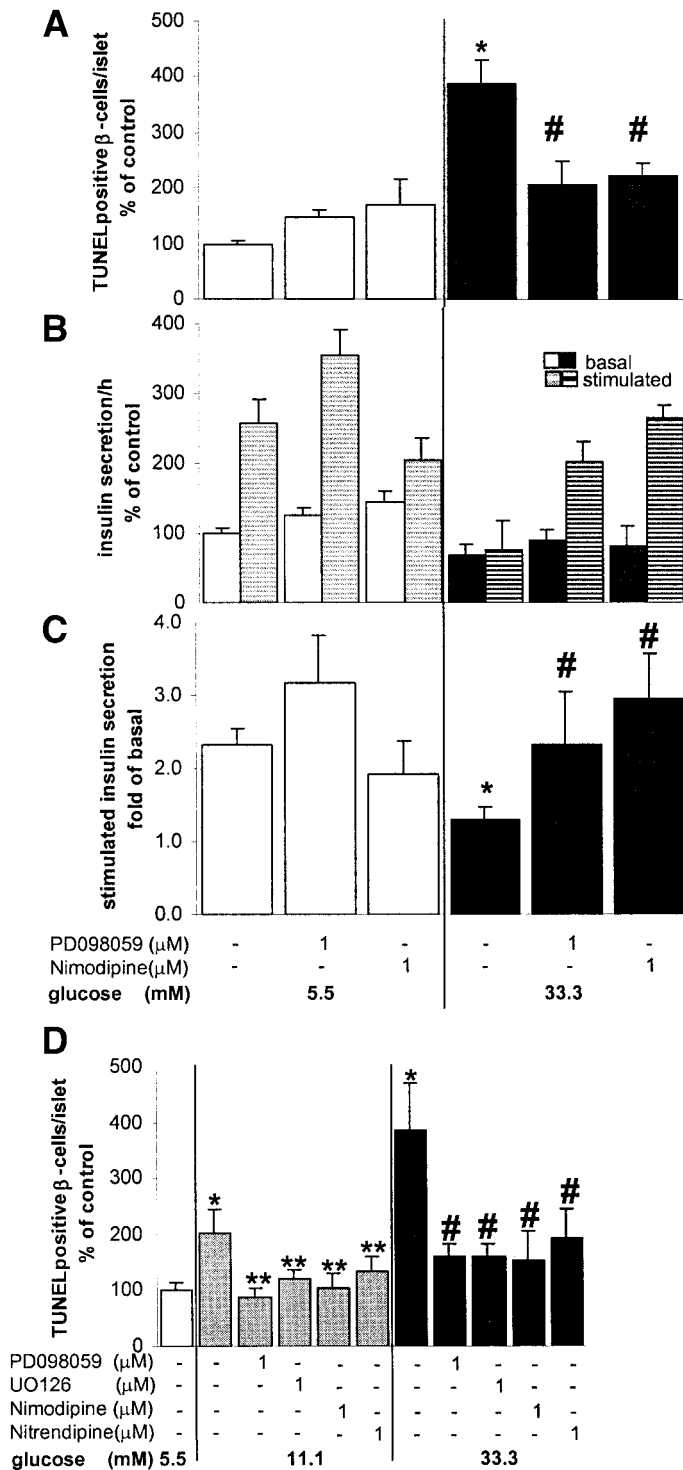 A
TUNELpositive β-cells/islet
% of control
500
400
300
200
100
0
*
#
#
B
insulin secretion/h
% of control
400
300
200
100
0
basal
stimulated
C
stimulated insulin secretion
fold of basal
4.0
3.0
2.0
1.0
0.0
*
#
#
PD098059 (μM) - 1 - - 1 -
Nimodipine(μM) - - 1 - - 1
glucose (mM) 5.5 33.3
D
TUNELpositive β-cells/islet
% of control
500
400
300
200
100
0
*
**
**
**
**
*
#
#
#
#
PD098059 (μM) - - 1 - - - - 1 - - -
UO126 (μM) - - - 1 - - - - 1 - -
Nimodipine (μM) - - - - 1 - - - - 1 -
Nitrendipine(μM) - - - - - 1 - - - - 1
glucose (mM) 5.5 11.1 33.3